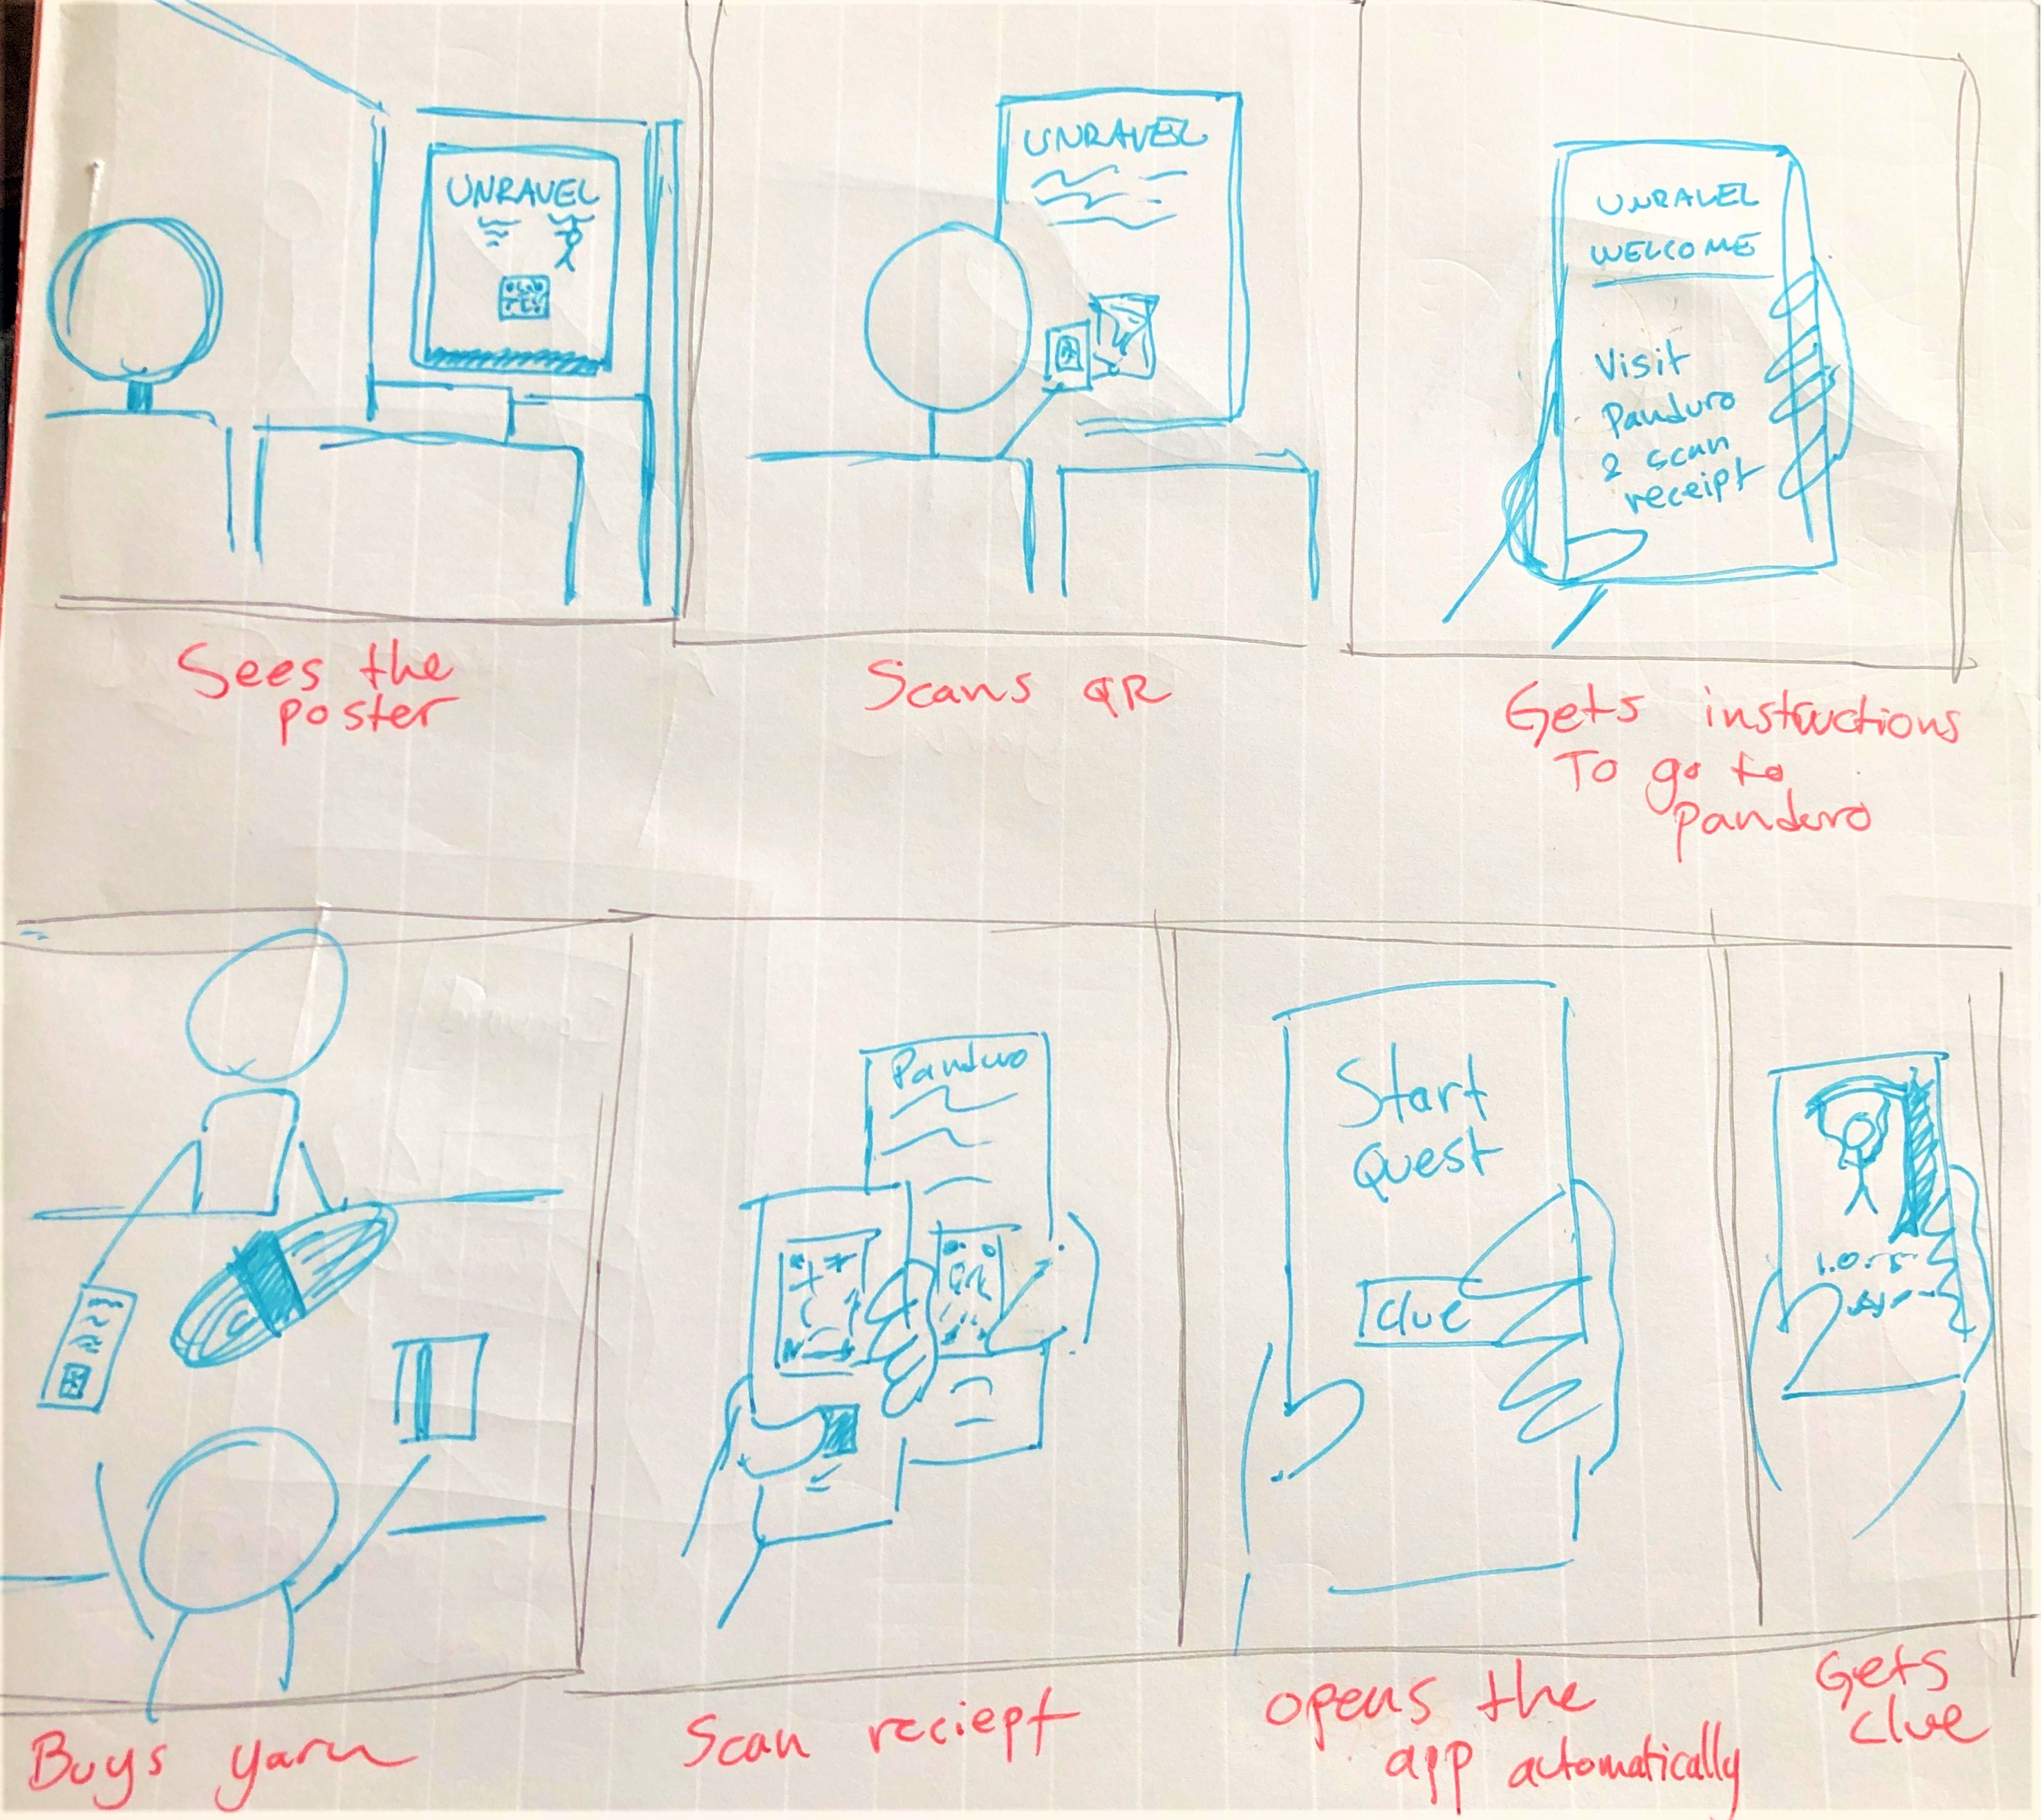 UNRAVEL
Sees the
poster
UNRAVEL
Scans QR
UNRAVEL
WELCOME
Visit
Panduro
& scan
receipt
Gets instructions
To go to
panduro
Buys yarn
Panduro
QR
Scan reciept
Start
Quest
Clue
opens the
app automatically
Gets
clue